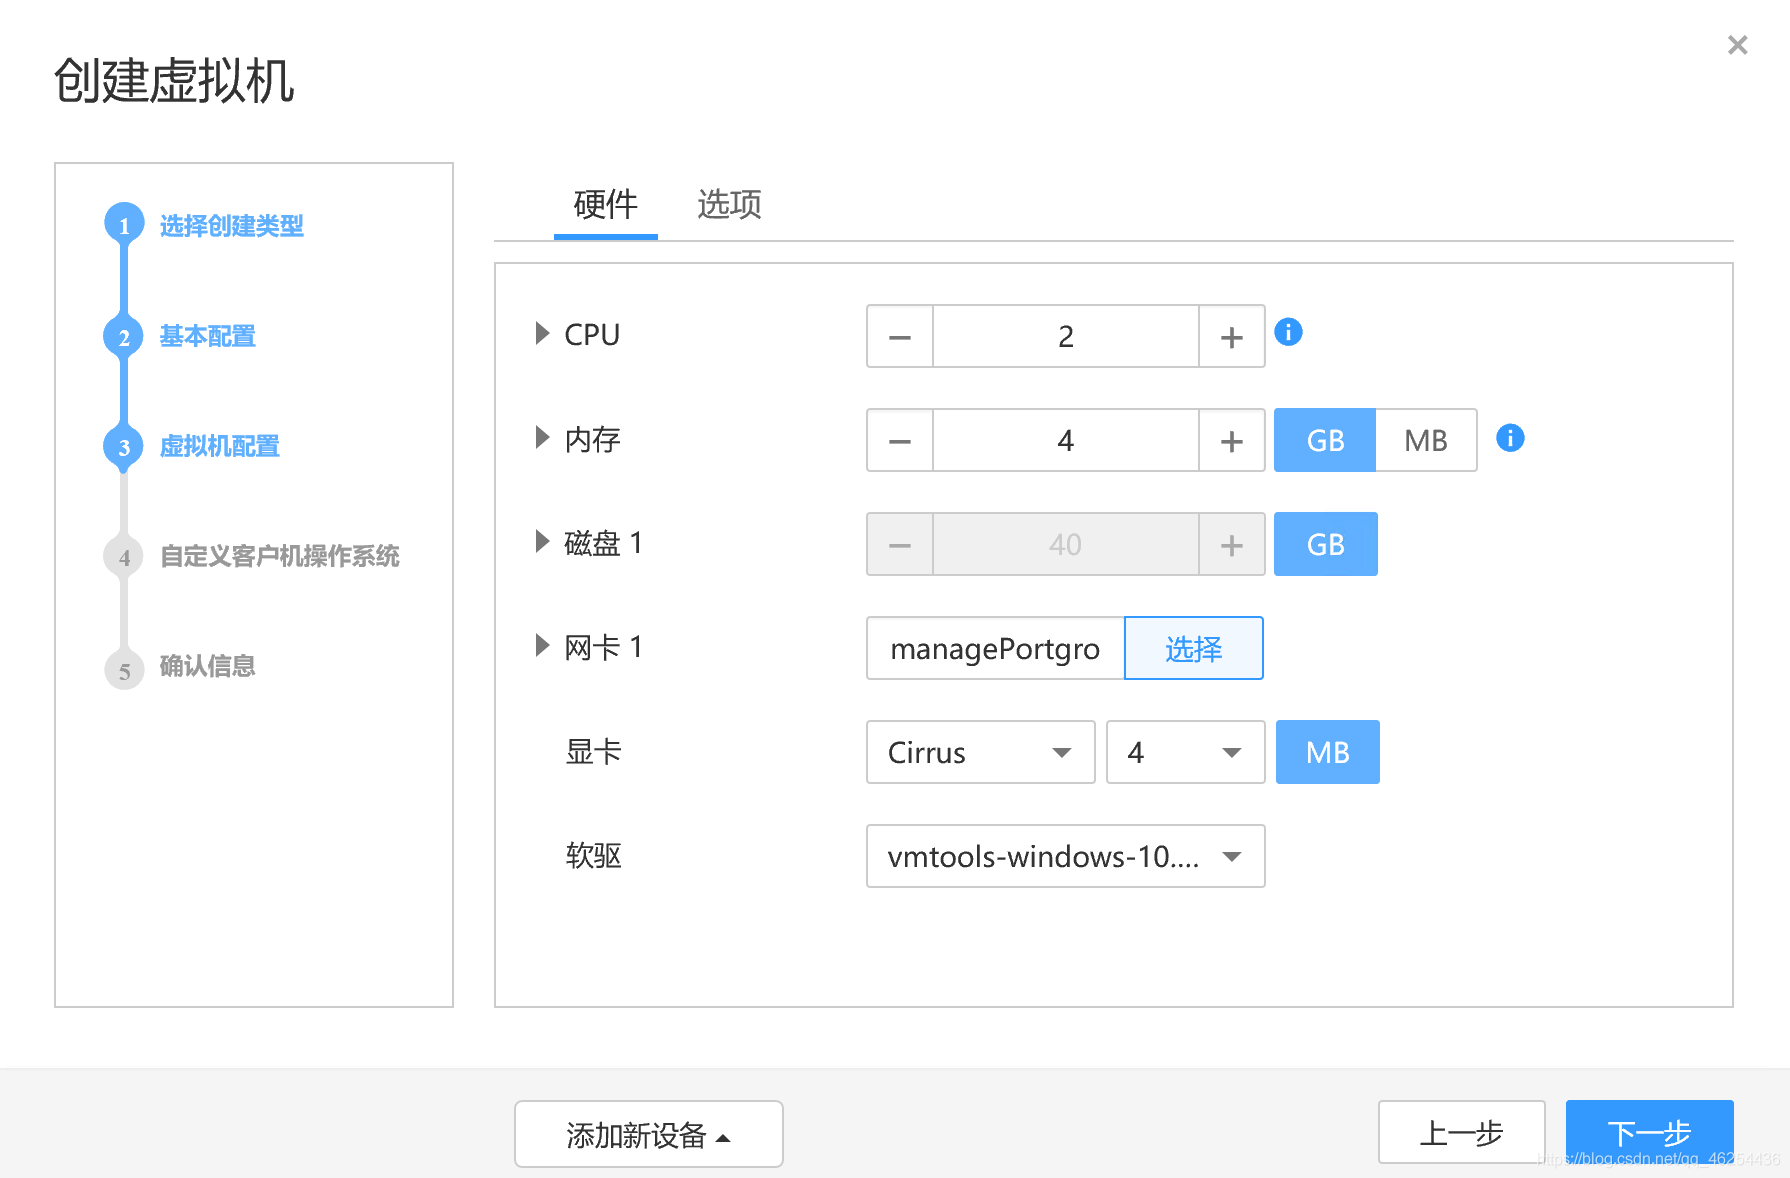 创建虚拟机
×
1 选择创建类型
2 基本配置
3 虚拟机配置
4 自定义客户机操作系统
5 确认信息
硬件 选项
CPU − 2 +
内存 − 4 + GB MB
磁盘 1 − 40 + GB
网卡 1 managePortgro 选择
显卡 Cirrus 4 MB
软驱 vmtools-windows-10....
添加新设备 上一步 下一步
https://blog.csdn.net/qq_46254436